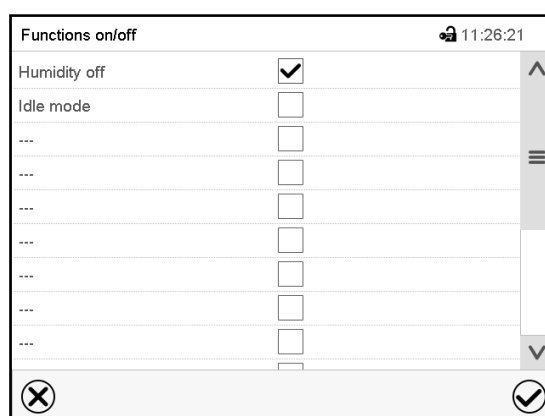 Functions on/off 11:26:21
Humidity off
Idle mode
---
---
---
---
---
---
---